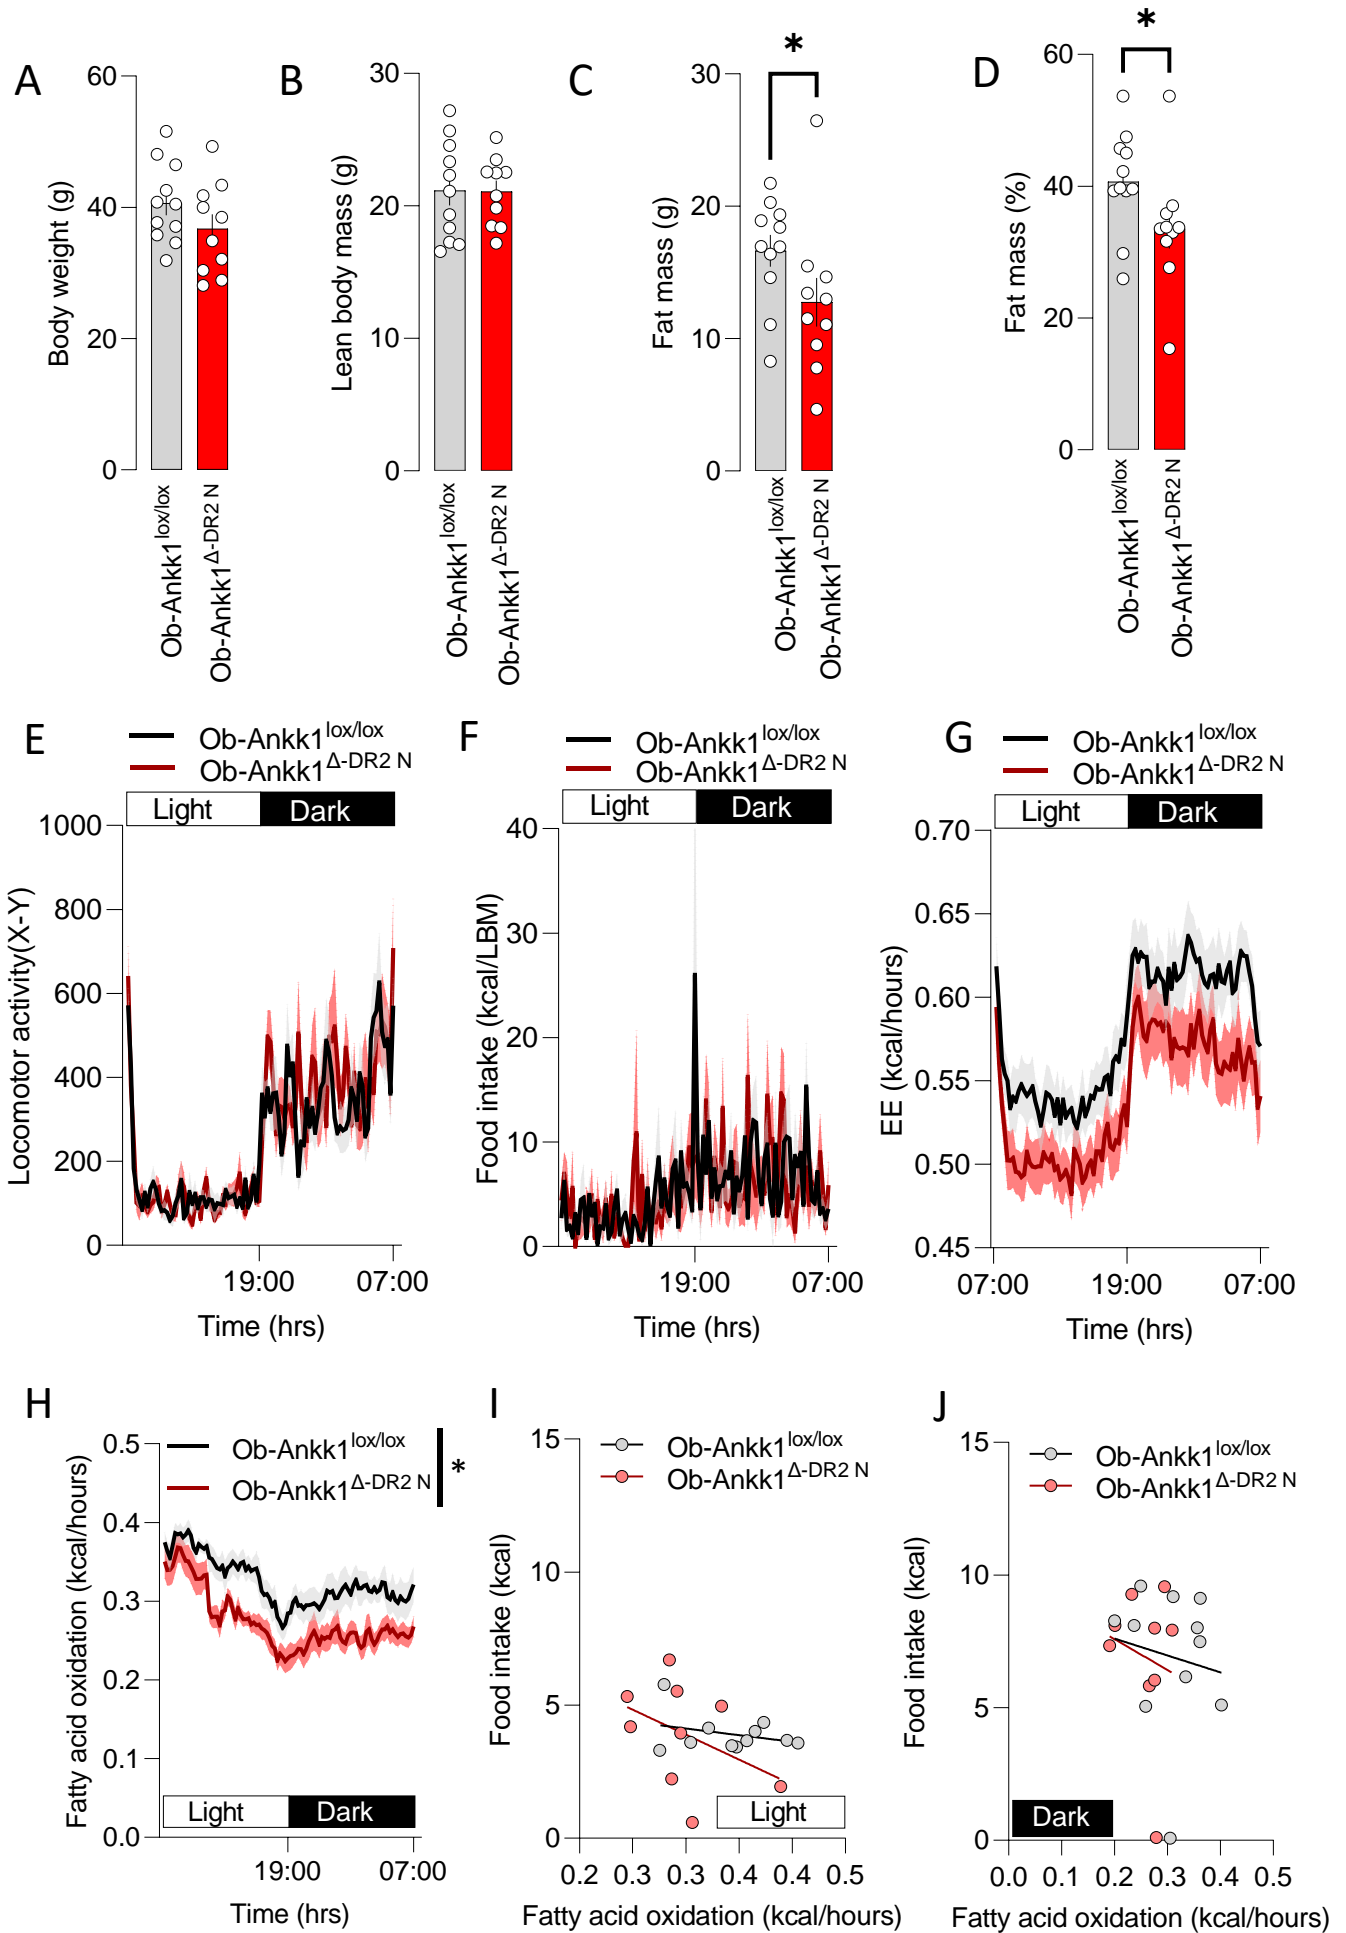 A
Body weight (g)
60
40
20
0
Ob-Ankk1lox/lox
Ob-Ankk1Δ-DR2 N
B
Lean body mass (g)
30
20
10
0
Ob-Ankk1lox/lox
Ob-Ankk1Δ-DR2 N
C
Fat mass (g)
30
20
10
0
*
Ob-Ankk1lox/lox
Ob-Ankk1Δ-DR2 N
D
Fat mass (%)
60
40
20
0
*
Ob-Ankk1lox/lox
Ob-Ankk1Δ-DR2 N
E
Ob-Ankk1lox/lox
Ob-Ankk1Δ-DR2 N
Light Dark
Locomotor activity(X-Y)
1000
800
600
400
200
0
19:00 07:00
Time (hrs)
F
Ob-Ankk1lox/lox
Ob-Ankk1Δ-DR2 N
Light Dark
Food intake (kcal/LBM)
40
30
20
10
0
19:00 07:00
Time (hrs)
G
Ob-Ankk1lox/lox
Ob-Ankk1Δ-DR2 N
Light Dark
EE (kcal/hours)
0.70
0.65
0.60
0.55
0.50
0.45
07:00 19:00 07:00
Time (hrs)
H
Ob-Ankk1lox/lox
Ob-Ankk1Δ-DR2 N
*
Fatty acid oxidation (kcal/hours)
0.5
0.4
0.3
0.2
0.1
0.0
Light Dark
19:00 07:00
Time (hrs)
I
Ob-Ankk1lox/lox
Ob-Ankk1Δ-DR2 N
Food intake (kcal)
15
10
5
0
Light
0.2 0.3 0.3 0.4 0.4 0.5
Fatty acid oxidation (kcal/hours)
J
Ob-Ankk1lox/lox
Ob-Ankk1Δ-DR2 N
Food intake (kcal)
15
10
5
0
Dark
0.0 0.1 0.2 0.3 0.4 0.5
Fatty acid oxidation (kcal/hours)